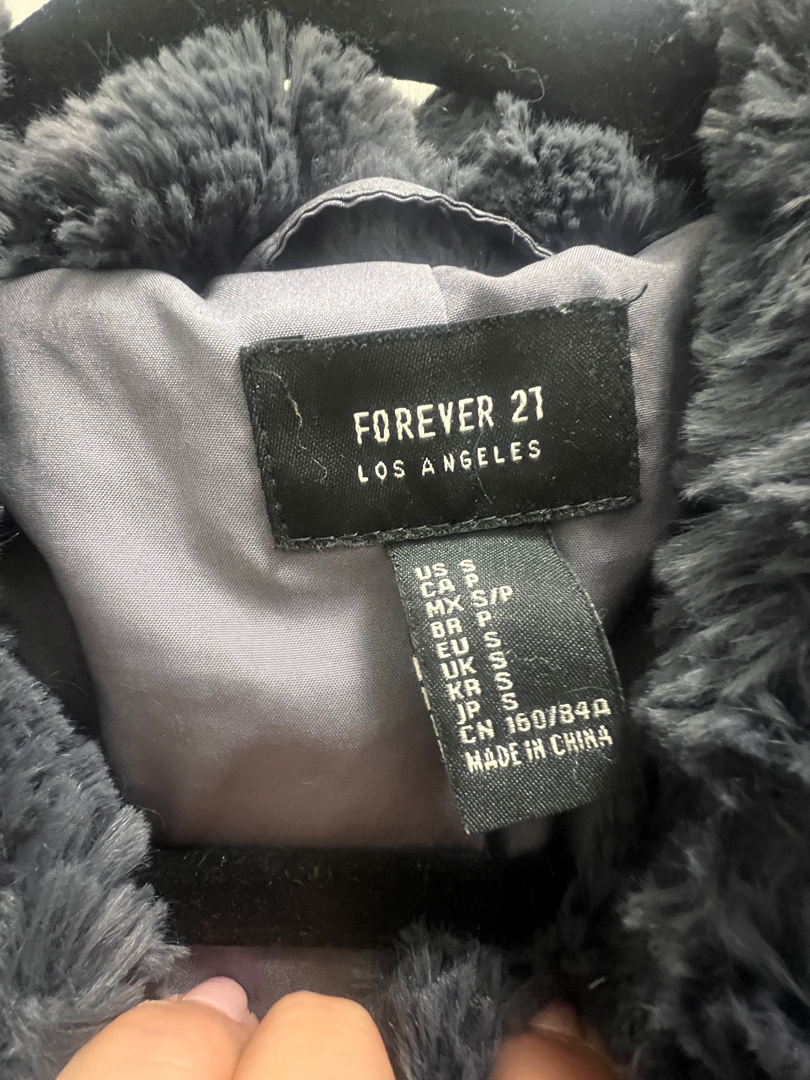 FOREVER 21
LOS ANGELES
US S
CA P
MX S/P
BR P
EU S
UK S
KR S
JP S
CN 160/84A
MADE IN CHINA